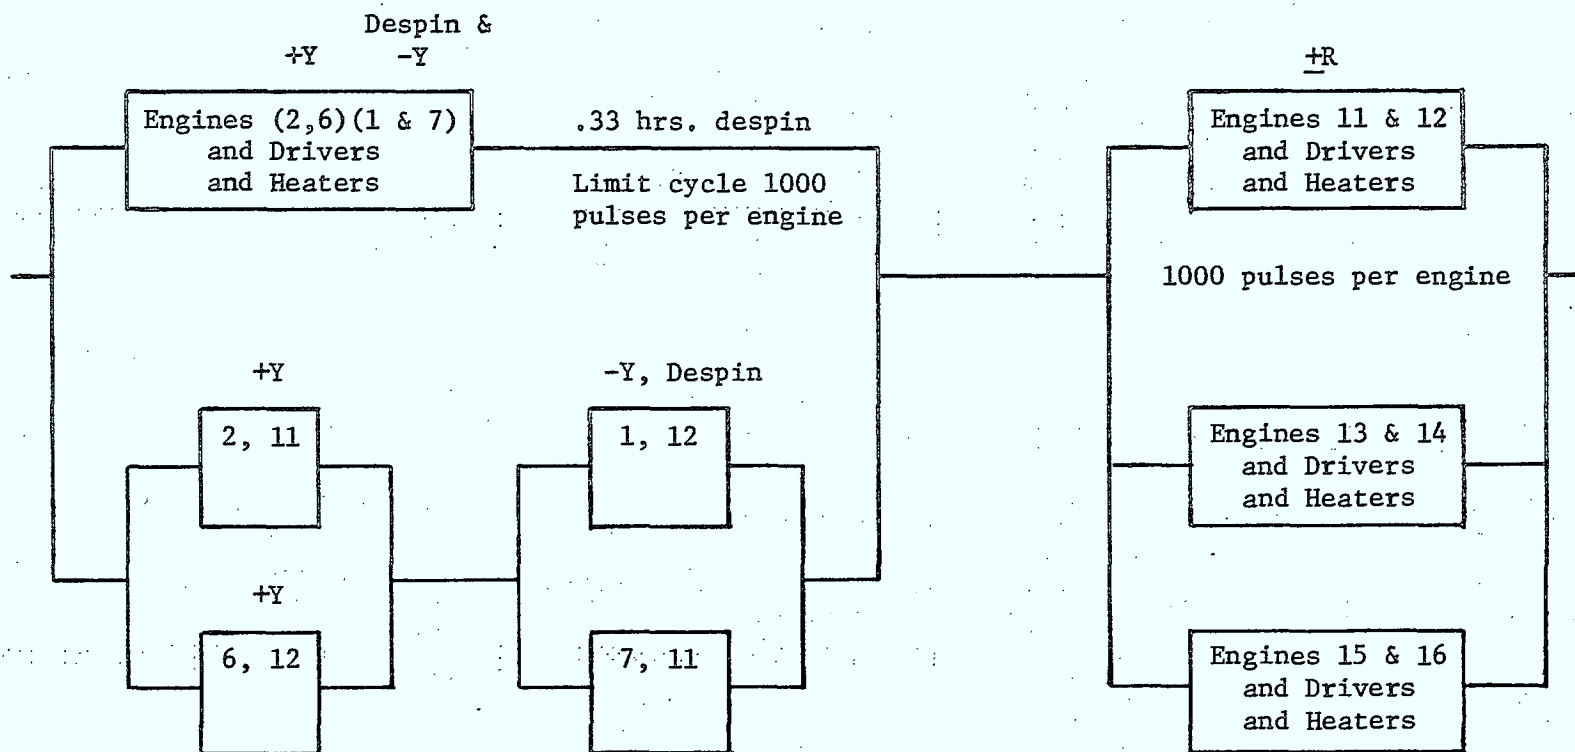 Despin &
+Y -Y
Engines (2,6)(1 & 7)
and Drivers
and Heaters
.33 hrs. despin
Limit cycle 1000
pulses per engine
+Y
2, 11
+Y
6, 12
-Y, Despin
1, 12
7, 11
±R
Engines 11 & 12
and Drivers
and Heaters
1000 pulses per engine
Engines 13 & 14
and Drivers
and Heaters
Engines 15 & 16
and Drivers
and Heaters